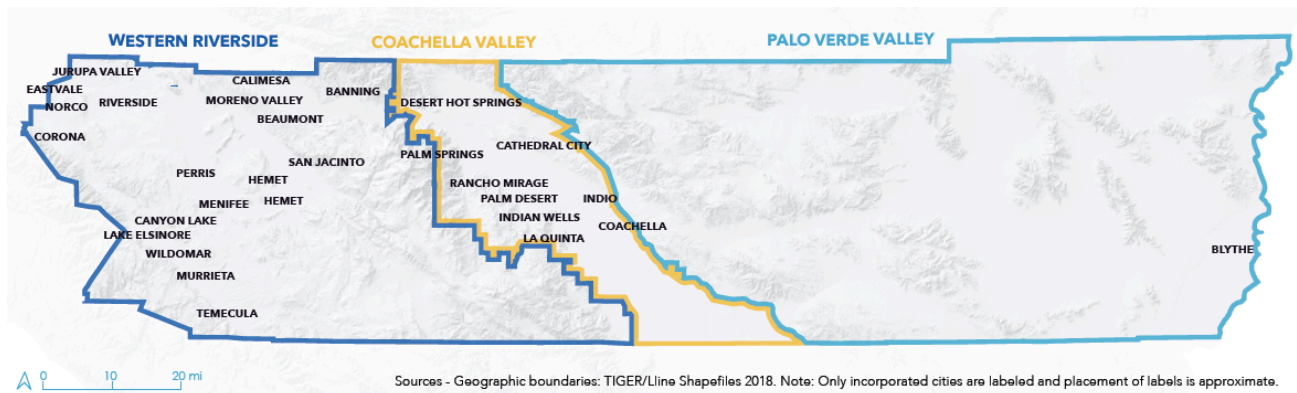 WESTERN RIVERSIDE
COACHELLA VALLEY
PALO VERDE VALLEY
JURUPA VALLEY
EASTVALE
NORCO
RIVERSIDE
CORONA
CALIMESA
BANNING
MORENO VALLEY
BEAUMONT
SAN JACINTO
PERRIS
HEMET
MENIFEE
HEMET
CANYON LAKE
LAKE ELSINORE
WILDOMAR
MURRIETA
TEMECULA
DESERT HOT SPRINGS
CATHEDRAL CITY
PALM SPRINGS
RANCHO MIRAGE
PALM DESERT
INDIO
INDIAN WELLS
COACHELLA
LA QUINTA
BLYTHE
0 10 20 mi
Sources - Geographic boundaries: TIGER/Lline Shapefiles 2018. Note: Only incorporated cities are labeled and placement of labels is approximate.